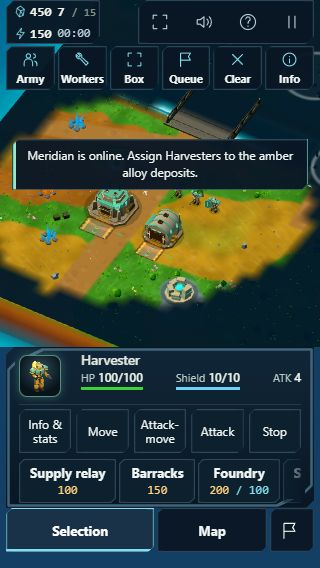 450 7 / 15
150 00:00
Army
Workers
Box
Queue
Clear
Info
Meridian is online. Assign Harvesters to the amber
alloy deposits.
Harvester
HP 100/100
Shield 10/10
ATK 4
Info &
stats
Move
Attack-
move
Attack
Stop
Supply relay
100
Barracks
150
Foundry
200 / 100
S
Selection
Map